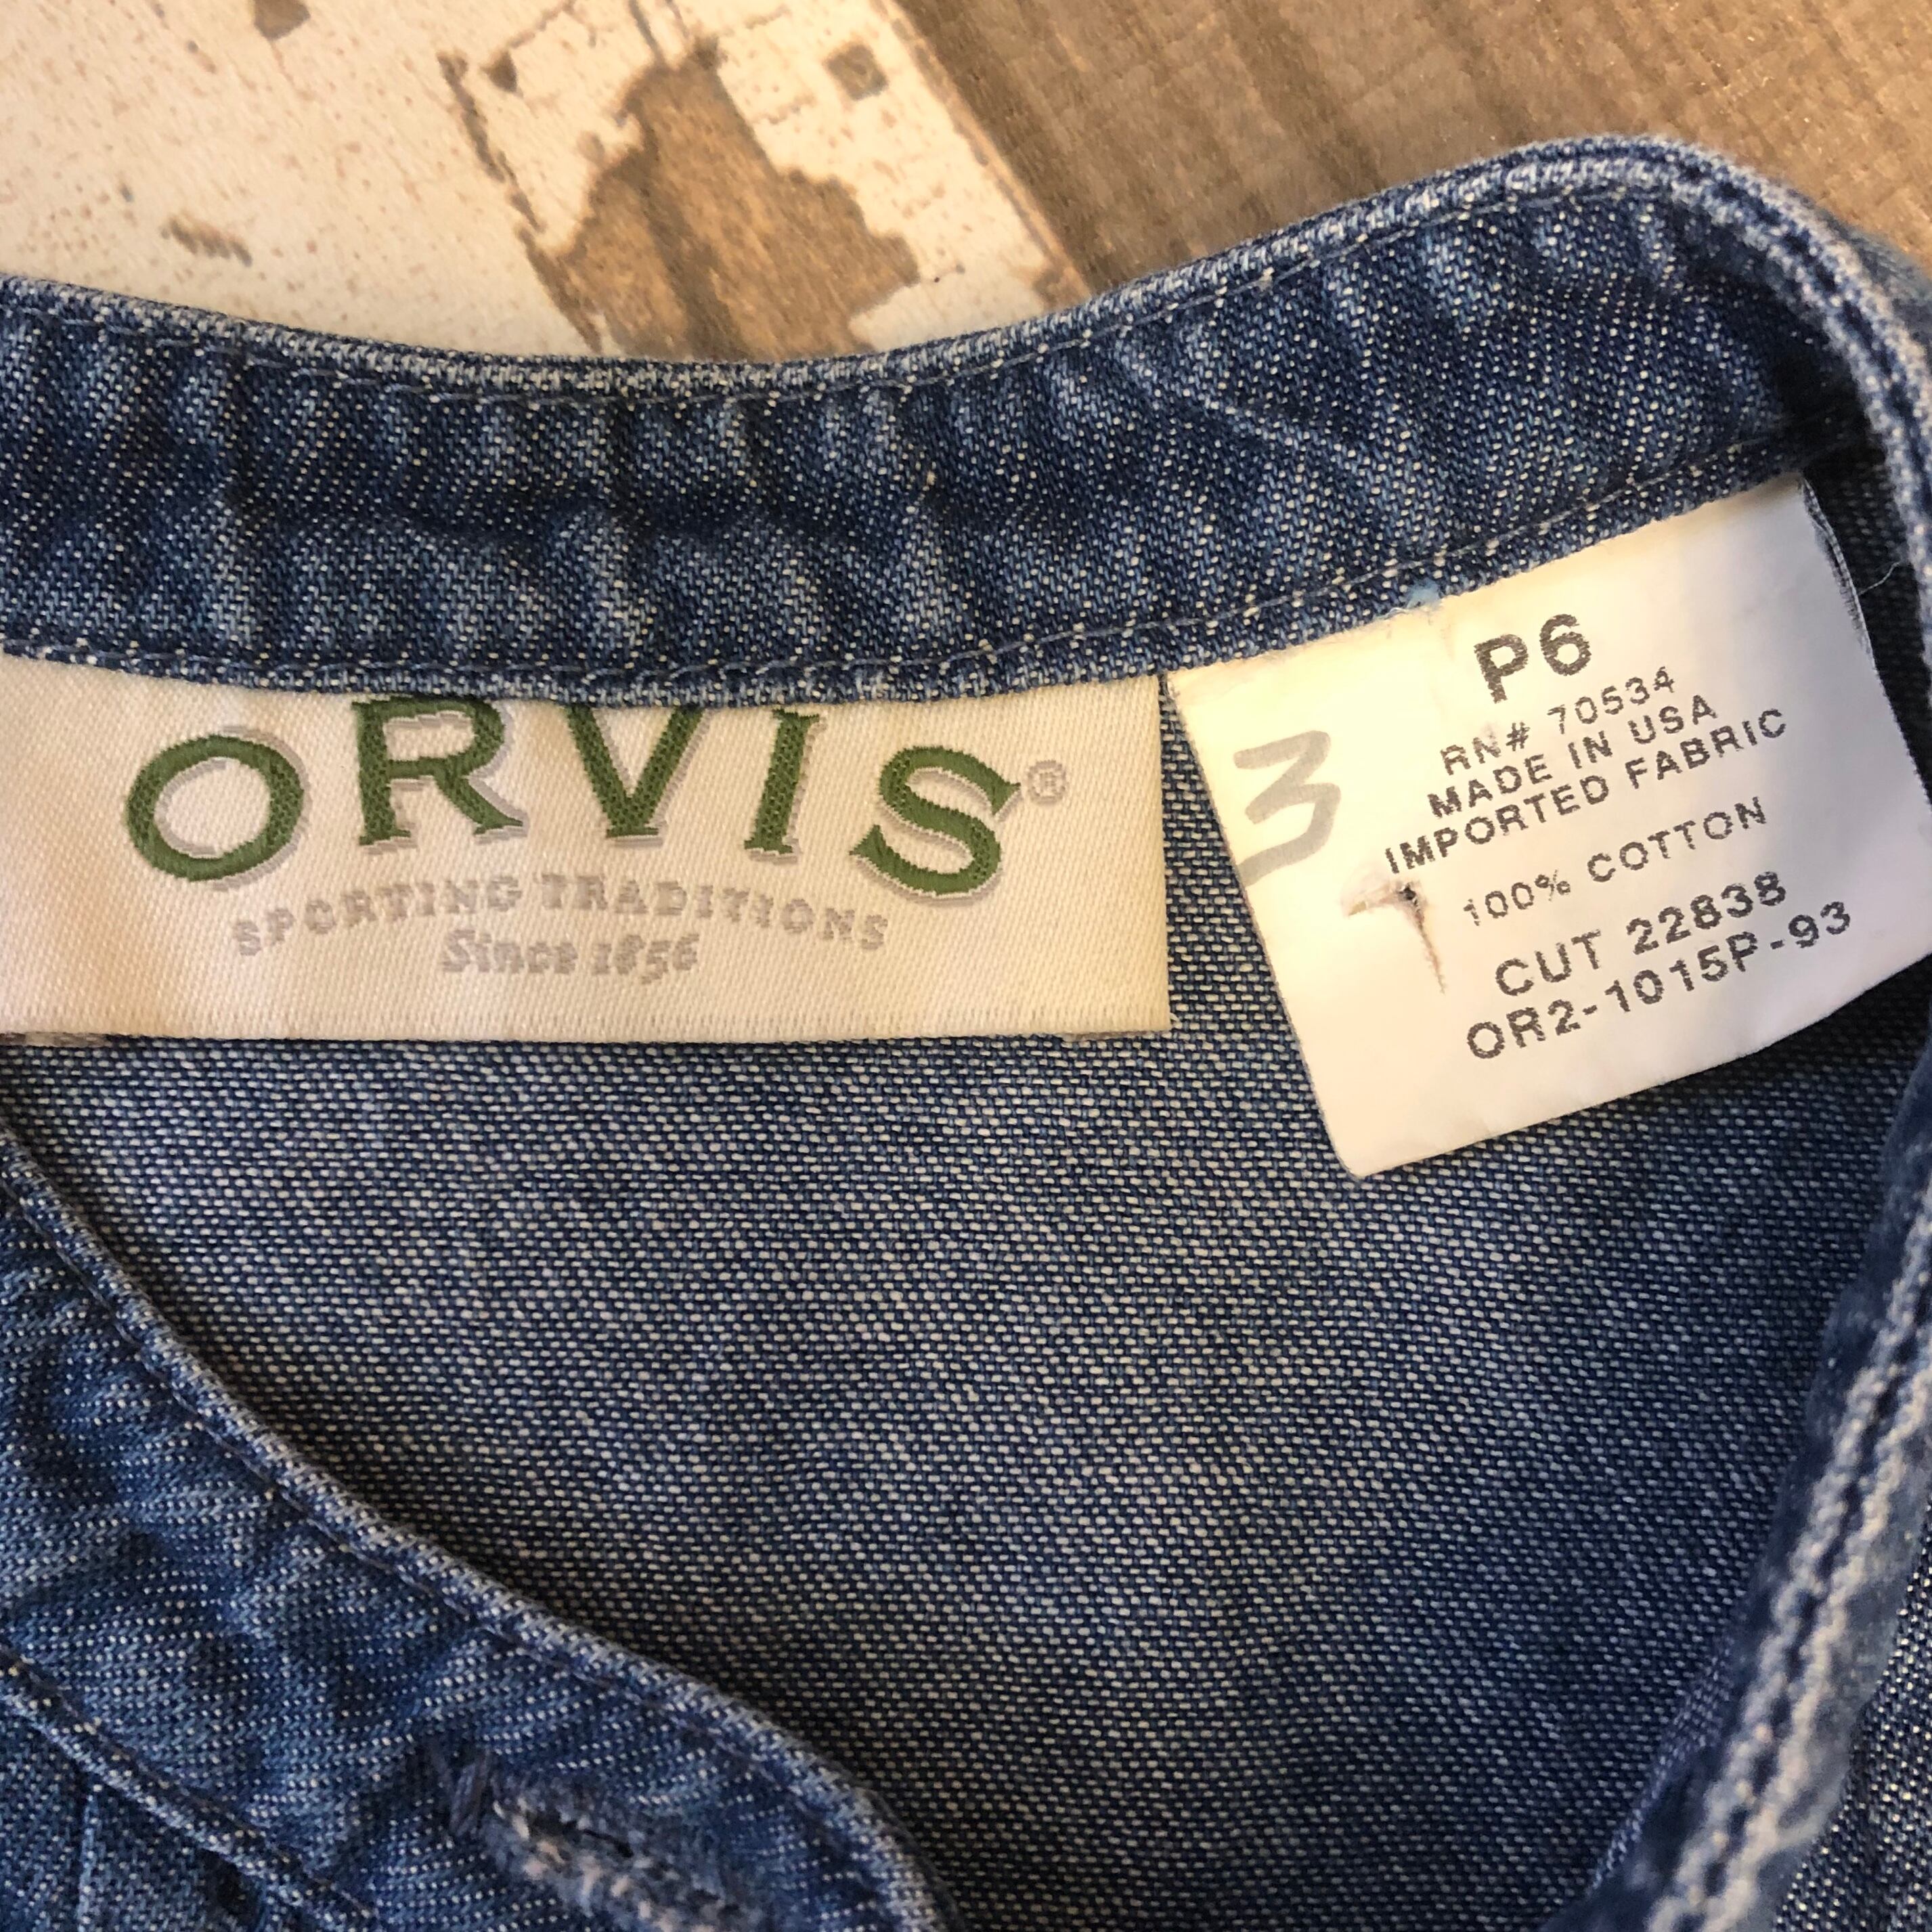 ORVIS®
SPORTING TRADITIONS
Since 1856
3
P6
RN# 70534
MADE IN USA
IMPORTED FABRIC
100% COTTON
CUT 22838
OR2-1015P-93